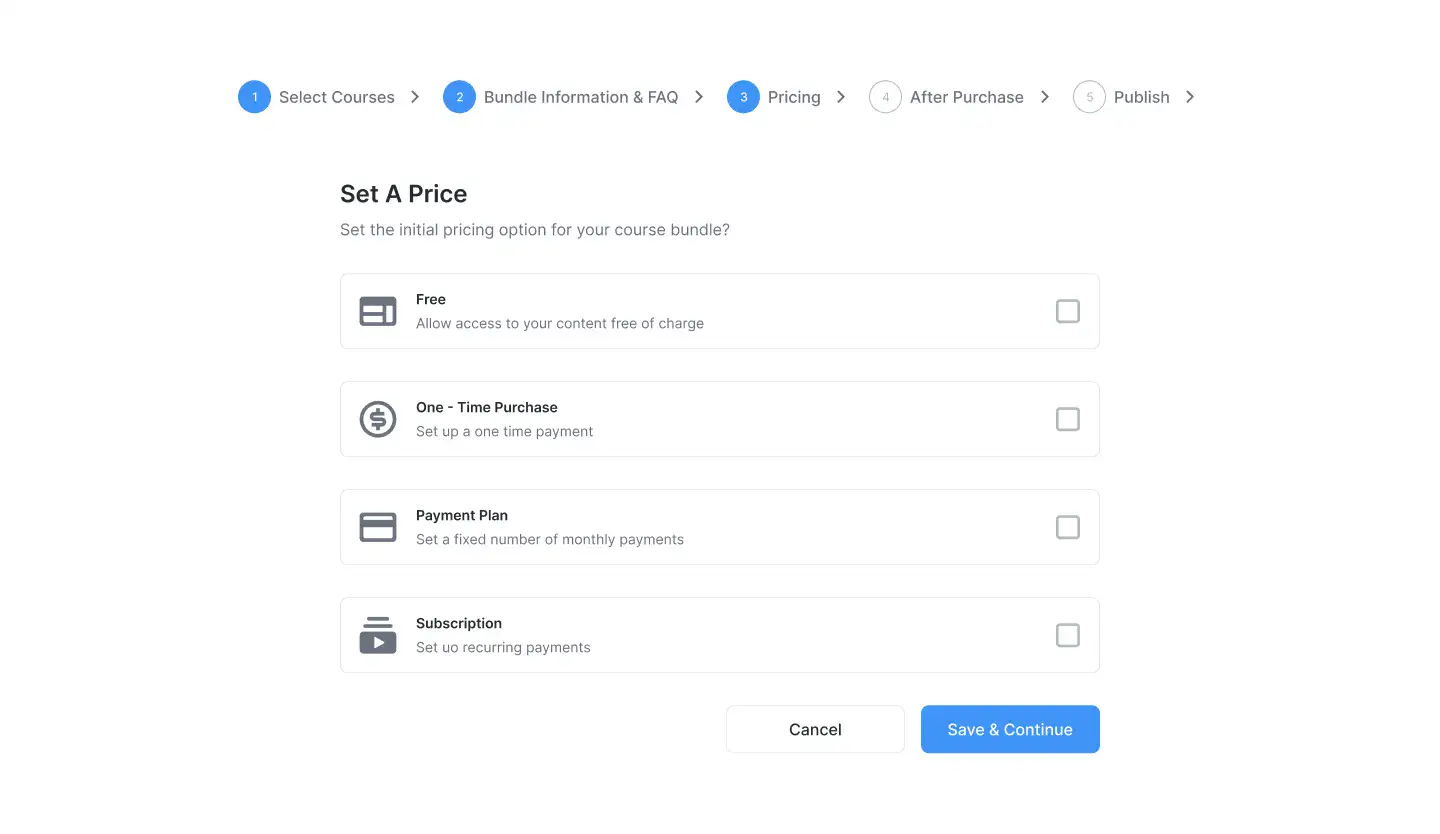 1 Select Courses 2 Bundle Information & FAQ 3 Pricing 4 After Purchase 5 Publish
Set A Price
Set the initial pricing option for your course bundle?
Free
Allow access to your content free of charge
One - Time Purchase
Set up a one time payment
Payment Plan
Set a fixed number of monthly payments
Subscription
Set uo recurring payments
Cancel Save & Continue